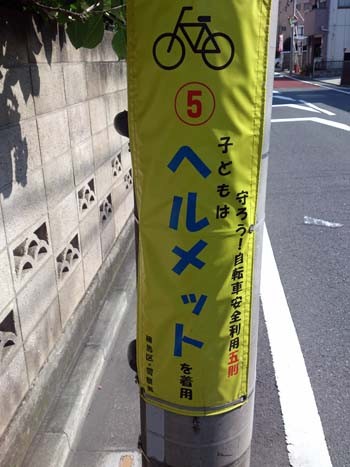 ⑤
守ろう！自転車安全利用五則
子どもは
ヘルメット
を着用
練馬区・警察署